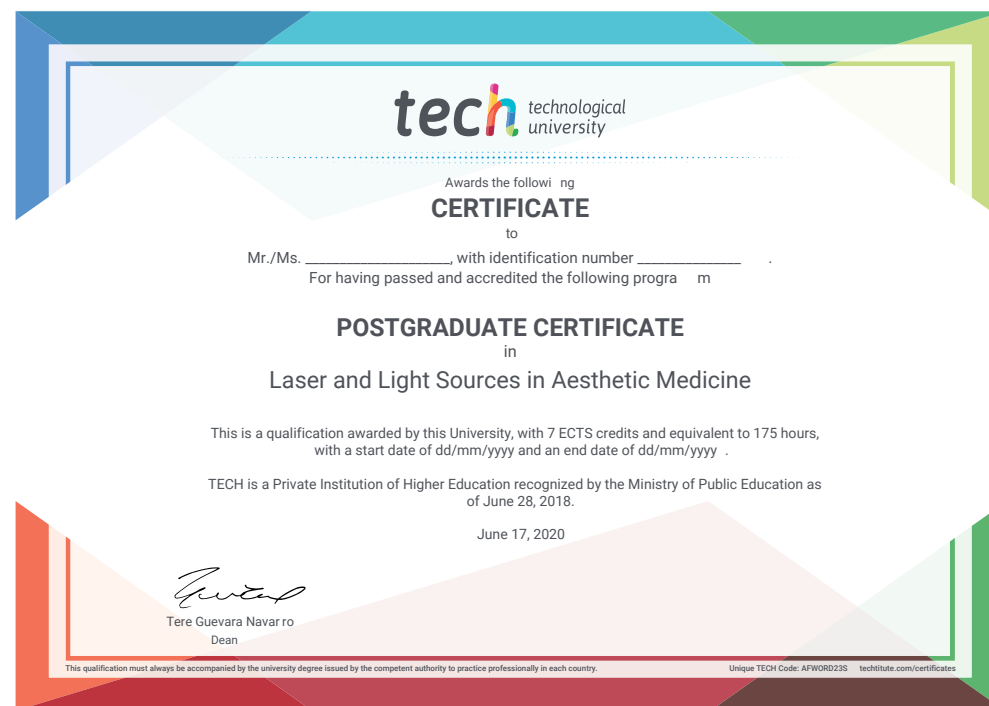 tech technological
university
Awards the followi ng
CERTIFICATE
to
Mr./Ms. _____________________, with identification number _______________ .
For having passed and accredited the following progra m
POSTGRADUATE CERTIFICATE
in
Laser and Light Sources in Aesthetic Medicine
This is a qualification awarded by this University, with 7 ECTS credits and equivalent to 175 hours,
with a start date of dd/mm/yyyy and an end date of dd/mm/yyyy .
TECH is a Private Institution of Higher Education recognized by the Ministry of Public Education as
of June 28, 2018.
June 17, 2020
Tere Guevara Navarro
Dean
This qualification must always be accompanied by the university degree issued by the competent authority to practice professionally in each country.
Unique TECH Code: AFWORD23S techtitute.com/certificates